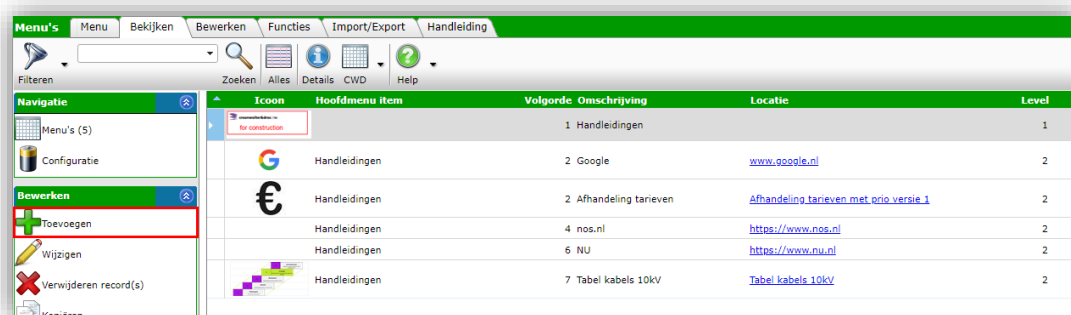 Menu's Menu Bekijken Bewerken Functies Import/Export Handleiding
Filteren Zoeken Alles Details CWD Help
Navigatie
Menu's (5)
Configuratie
Bewerken
Toevoegen
Wijzigen
Verwijderen record(s)
Kopiëren
Icoon Hoofdmenu item Volgorde Omschrijving Locatie Level
for construction 1 Handleidingen 1
Handleidingen 2 Google www.google.nl 2
€ Handleidingen 2 Afhandeling tarieven Afhandeling tarieven met prio versie 1 2
Handleidingen 4 nos.nl https://www.nos.nl 2
Handleidingen 6 NU https://www.nu.nl 2
Handleidingen 7 Tabel kabels 10kV Tabel kabels 10kV 2